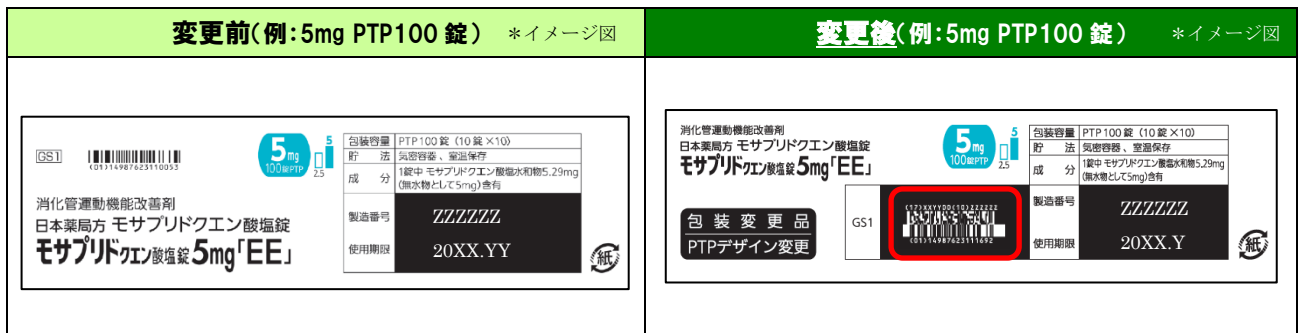 変更前(例:5mg PTP100 錠) *イメージ図
GS1
(01)14987623110053
5mg
100錠PTP
5
2.5
消化管運動機能改善剤
日本薬局方 モサプリドクエン酸塩錠
モサプリドクエン酸塩錠5mg「EE」
包装容量 PTP100錠 (10錠×10)
貯法 気密容器、室温保存
成分 1錠中 モサプリドクエン酸塩水和物5.29mg
(無水物として5mg)含有
製造番号 ZZZZZZ
使用期限 20XX.YY
紙
変更後(例:5mg PTP100 錠) *イメージ図
消化管運動機能改善剤
日本薬局方 モサプリドクエン酸塩錠
モサプリドクエン酸塩錠5mg「EE」
5mg
100錠PTP
5
2.5
包装変更品
PTPデザイン変更
GS1
(17)XXYYDD(10)ZZZZZZ
(01)14987623111692
包装容量 PTP100錠 (10錠×10)
貯法 気密容器、室温保存
成分 1錠中 モサプリドクエン酸塩水和物5.29mg
(無水物として5mg)含有
製造番号 ZZZZZZ
使用期限 20XX.Y
紙